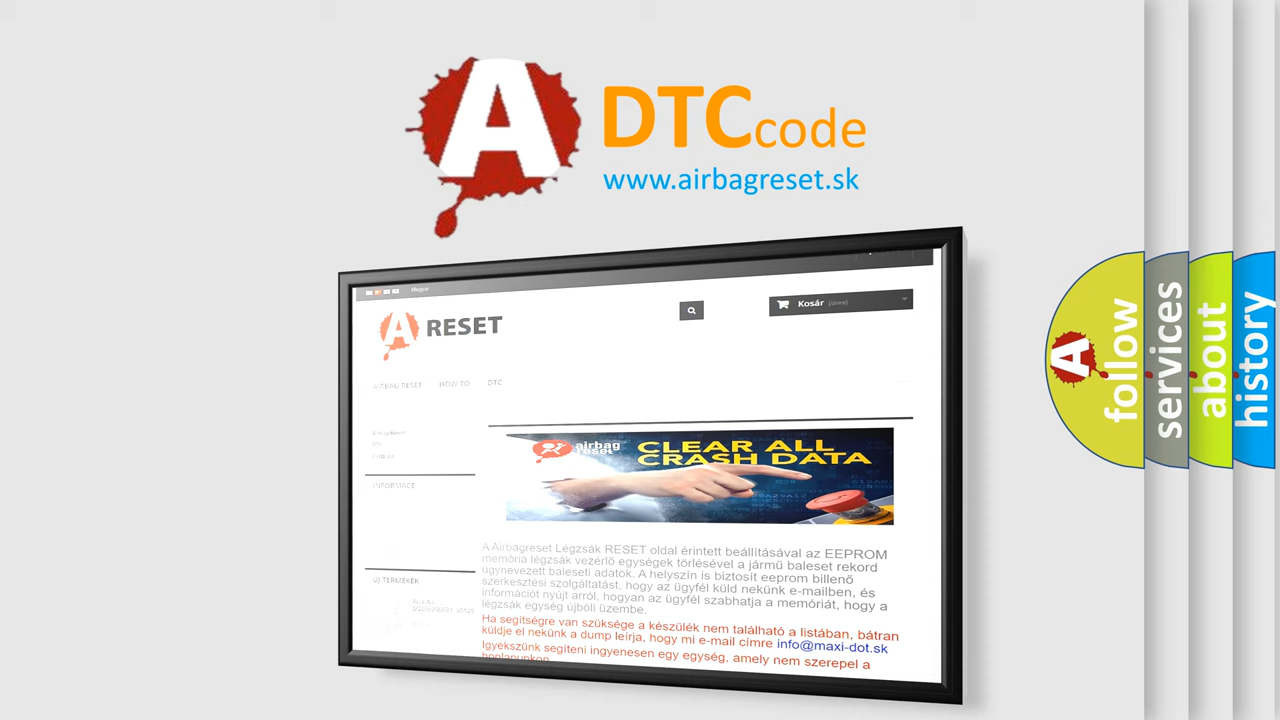 A
DTCcode
www.airbagreset.sk
Magyar
A RESET
Kosár (üres)
AIRBAG RESET HOW TO DTC
INFORMACE
airbag
reset
CLEAR ALL
CRASH DATA
A Airbagreset Légzsák RESET oldal érintett beállításával az EEPROM
memória légzsák vezérlő egységek törlésével a jármű baleset rekord
úgynevezett baleseti adatok. A helyszín is biztosít eeprom billenő
szerkesztési szolgáltatást, hogy az ügyfél küld nekünk e-mailben, és
információt nyújt arról, hogyan az ügyfél szabhatja a memóriát, hogy a
légzsák egység újbóli üzembe.
Ha segítségre van szüksége a készülék nem található a listában, bátran
küldje el nekünk a dump leírja, hogy mi e-mail címre info@maxi-dot.sk
Igyekszünk segíteni ingyenesen egy egység, amely nem szerepel a
honlapunkon
ÚJ TERMÉKEK
A
follow
services
about
history